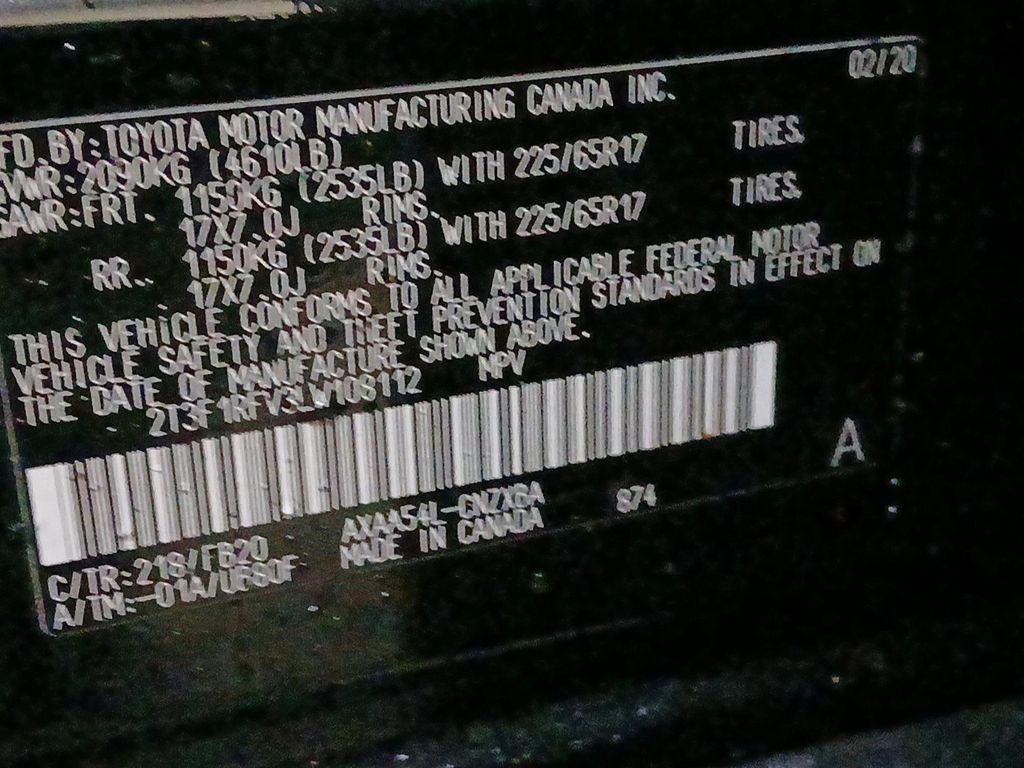 02/20
FD. BY: TOYOTA MOTOR MANUFACTURING CANADA INC.
VWR: 2090KG (4610LB)
GAWR: FRT. 1150KG (2535LB) WITH 225/65R17 TIRES.
17X7.0J RIMS.
RR. 1150KG (2535LB) WITH 225/65R17 TIRES.
17X7.0J RIMS.
THIS VEHICLE CONFORMS TO ALL APPLICABLE FEDERAL MOTOR
VEHICLE SAFETY AND THEFT PREVENTION STANDARDS IN EFFECT ON
THE DATE OF MANUFACTURE SHOWN ABOVE.
MPV
A
C/TR: 218/FB20 874
MADE IN CANADA